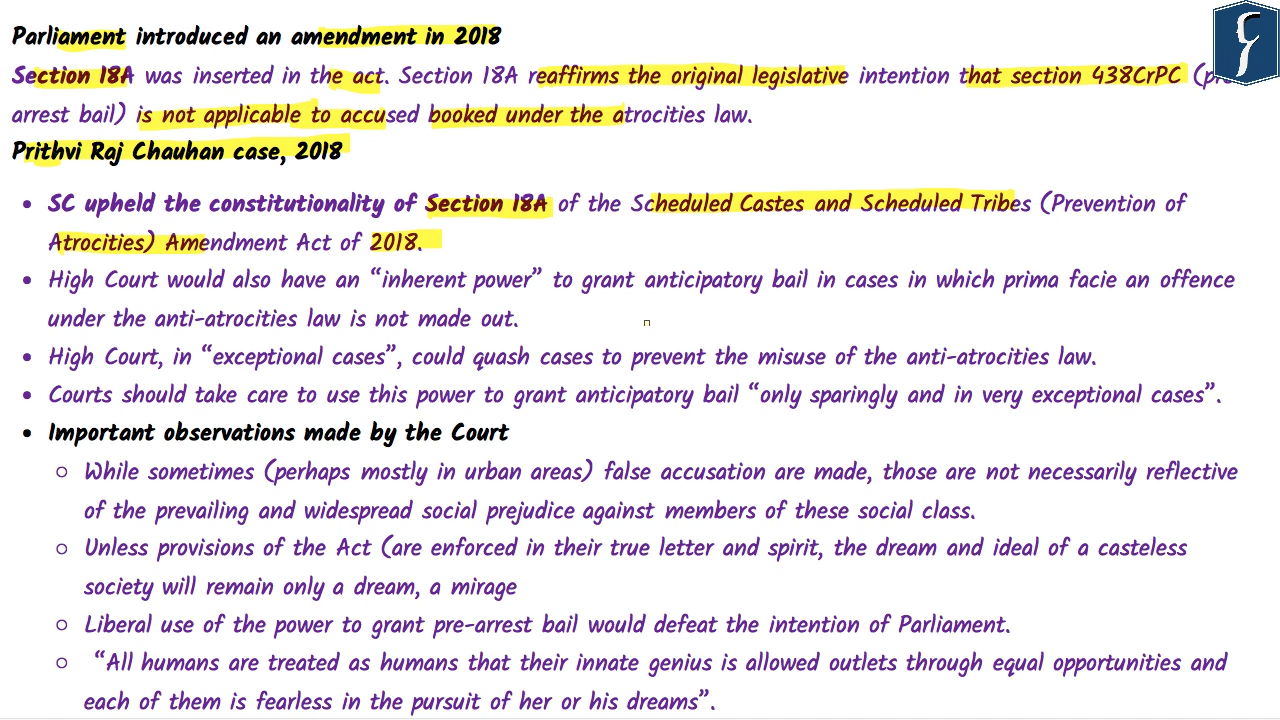 Parliament introduced an amendment in 2018
Section 18A was inserted in the act. Section 18A reaffirms the original legislative intention that section 438CrPC (pre-
arrest bail) is not applicable to accused booked under the atrocities law.
Prithvi Raj Chauhan case, 2018
• SC upheld the constitutionality of Section 18A of the Scheduled Castes and Scheduled Tribes (Prevention of
Atrocities) Amendment Act of 2018.
• High Court would also have an “inherent power” to grant anticipatory bail in cases in which prima facie an offence
under the anti-atrocities law is not made out.
• High Court, in “exceptional cases”, could quash cases to prevent the misuse of the anti-atrocities law.
• Courts should take care to use this power to grant anticipatory bail “only sparingly and in very exceptional cases”.
• Important observations made by the Court
○ While sometimes (perhaps mostly in urban areas) false accusation are made, those are not necessarily reflective
of the prevailing and widespread social prejudice against members of these social class.
○ Unless provisions of the Act (are enforced in their true letter and spirit, the dream and ideal of a casteless
society will remain only a dream, a mirage
○ Liberal use of the power to grant pre-arrest bail would defeat the intention of Parliament.
○ “All humans are treated as humans that their innate genius is allowed outlets through equal opportunities and
each of them is fearless in the pursuit of her or his dreams”.